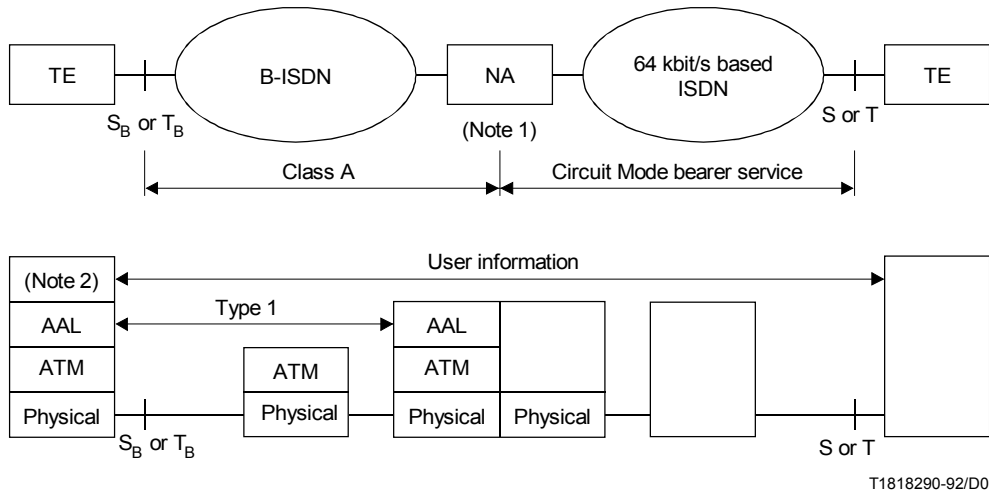 TE
B-ISDN
NA
64 kbit/s based
ISDN
TE
S_B or T_B
(Note 1)
S or T
Class A
Circuit Mode bearer service
(Note 2)
User information
AAL
Type 1
AAL
ATM
ATM
ATM
Physical
Physical
Physical
Physical
S_B or T_B
S or T
T1818290-92/D0